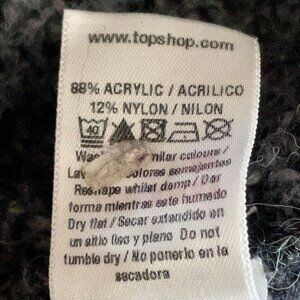 www.topshop.com
88% ACRYLIC / ACRILICO
12% NYLON / NILON
40
colours /
colores semejantes
Reshape whilst damp / Dar
forma mientras este humedo
Dry flat / Secar extendido en
un sitio liso y plano Do not
tumble dry / No ponerlo en la
secadora